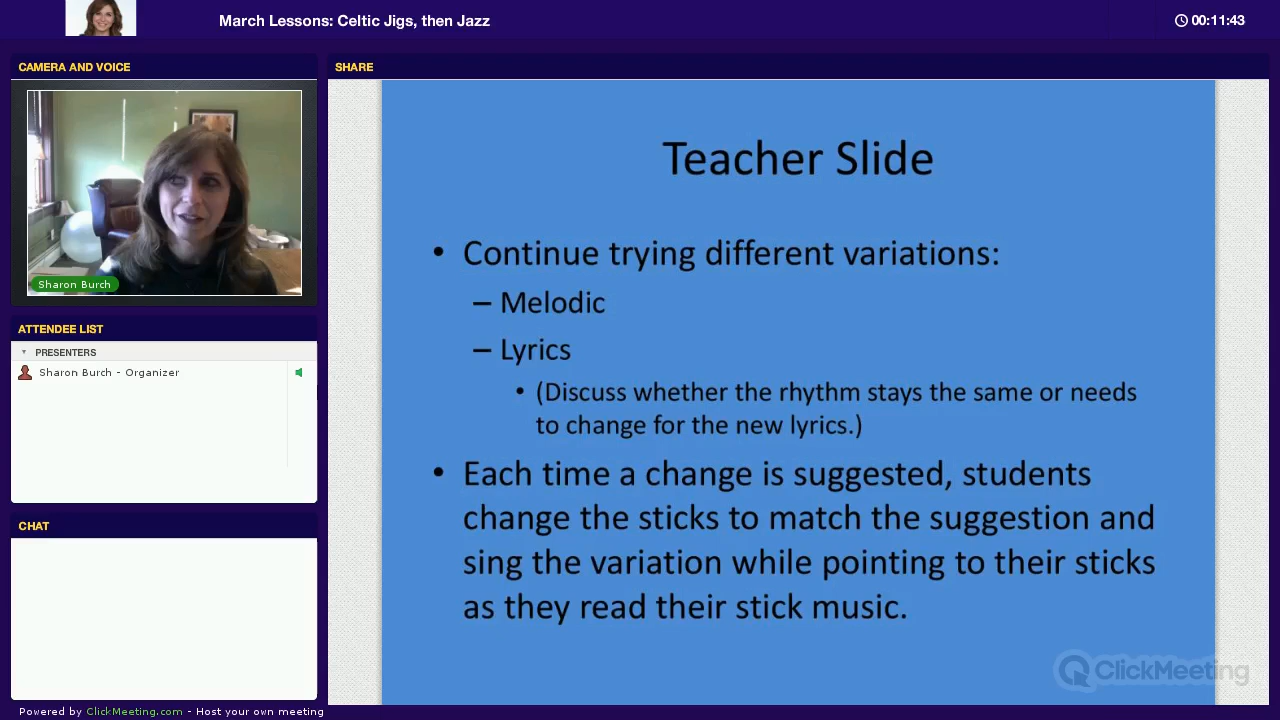 March Lessons: Celtic Jigs, then Jazz
00:11:43
CAMERA AND VOICE
Sharon Burch
ATTENDEE LIST
PRESENTERS
Sharon Burch - Organizer
CHAT
Powered by ClickMeeting.com - Host your own meeting
SHARE
Teacher Slide
• Continue trying different variations:
– Melodic
– Lyrics
• (Discuss whether the rhythm stays the same or needs
to change for the new lyrics.)
• Each time a change is suggested, students
change the sticks to match the suggestion and
sing the variation while pointing to their sticks
as they read their stick music.
ClickMeeting